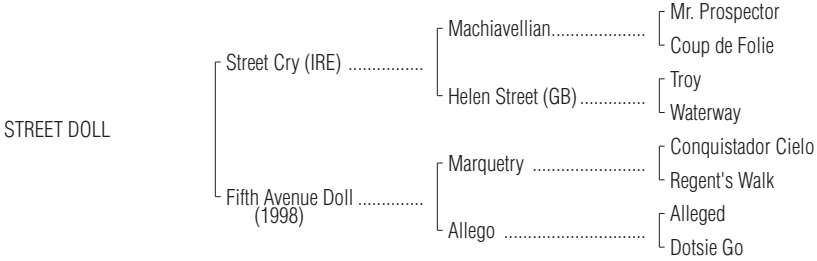 Mr. Prospector
Machiavellian....................
Coup de Folie
Street Cry (IRE) ................
Troy
Helen Street (GB)..............
Waterway
STREET DOLL
Conquistador Cielo
Marquetry ........................
Regent's Walk
Fifth Avenue Doll ..............
(1998)
Alleged
Allego ..............................
Dotsie Go